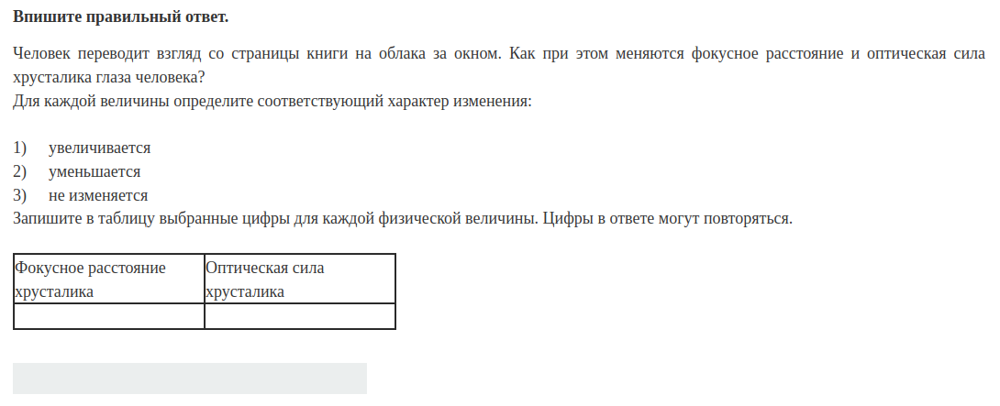 Впишите правильный ответ.
Человек переводит взгляд со страницы книги на облака за окном. Как при этом меняются фокусное расстояние и оптическая сила
хрусталика глаза человека?
Для каждой величины определите соответствующий характер изменения:
1) увеличивается
2) уменьшается
3) не изменяется
Запишите в таблицу выбранные цифры для каждой физической величины. Цифры в ответе могут повторяться.
Фокусное расстояние
хрусталика
Оптическая сила
хрусталика